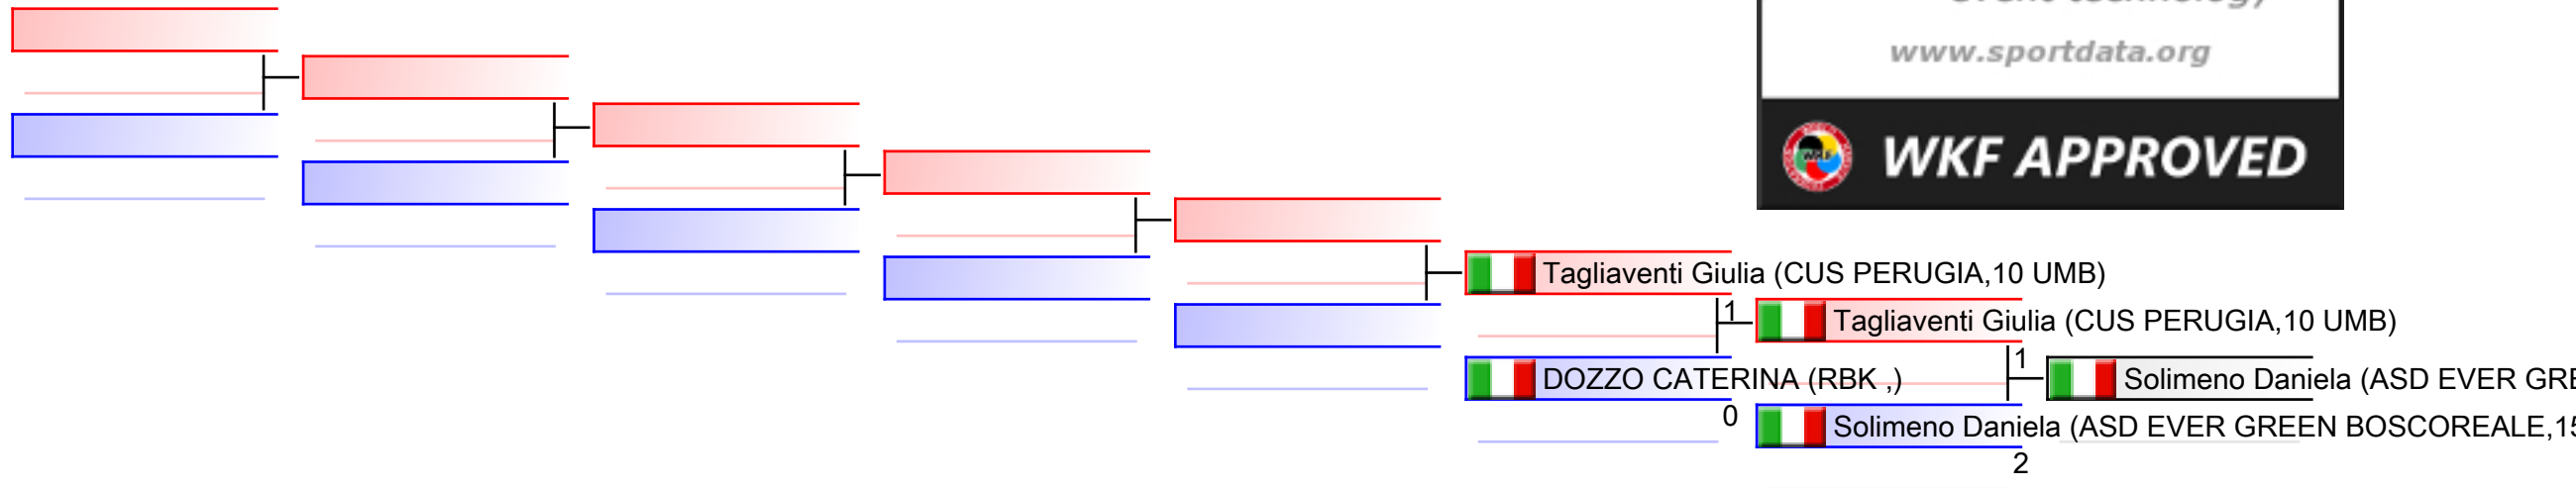 www.sportdata.org
WKF APPROVED
Tagliaventi Giulia (CUS PERUGIA,10 UMB)
1
Tagliaventi Giulia (CUS PERUGIA,10 UMB)
1
DOZZO CATERINA (RBK ,)
Solimeno Daniela (ASD EVER
0
Solimeno Daniela (ASD EVER GREEN BOSCOREALE,15
2